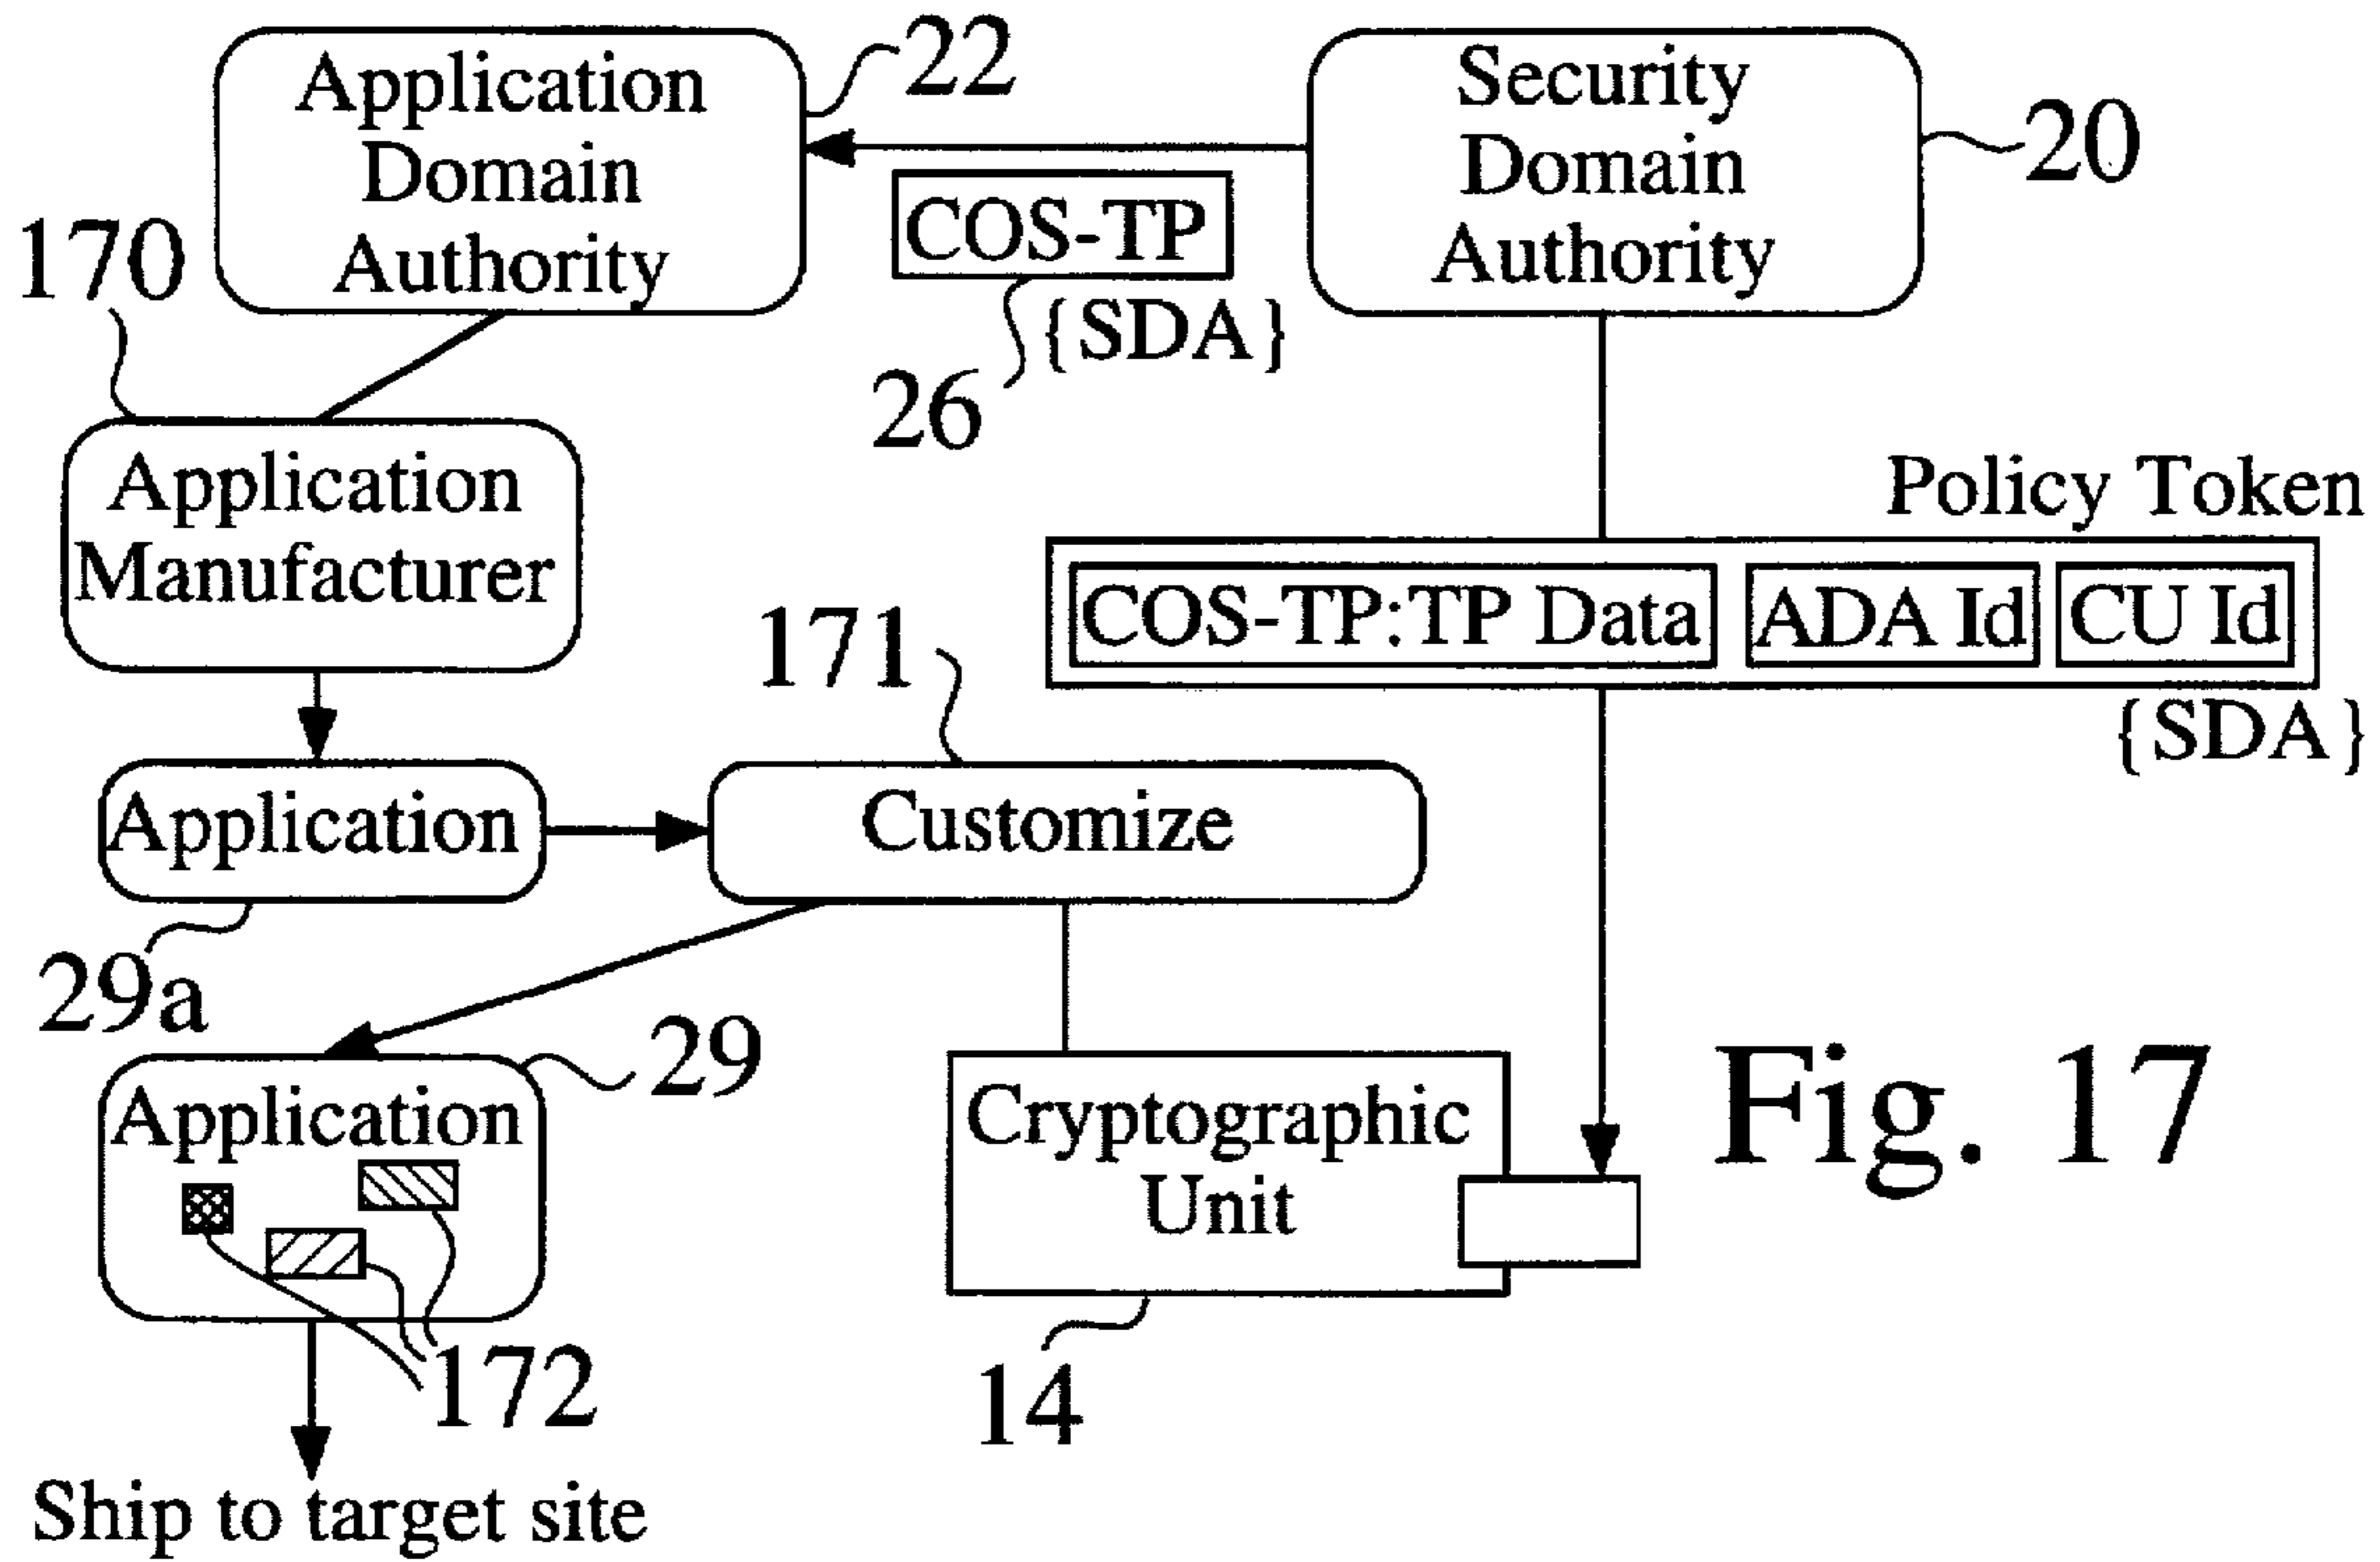 Application
Domain
Authority
22
Security
Domain
Authority
20
COS-TP
{SDA}
26
170
Application
Manufacturer
Policy Token
COS-TP:TP Data
ADA Id
CU Id
{SDA}
171
Application
Customize
29a
29
Application
172
Cryptographic
Unit
14
Fig. 17
Ship to target site